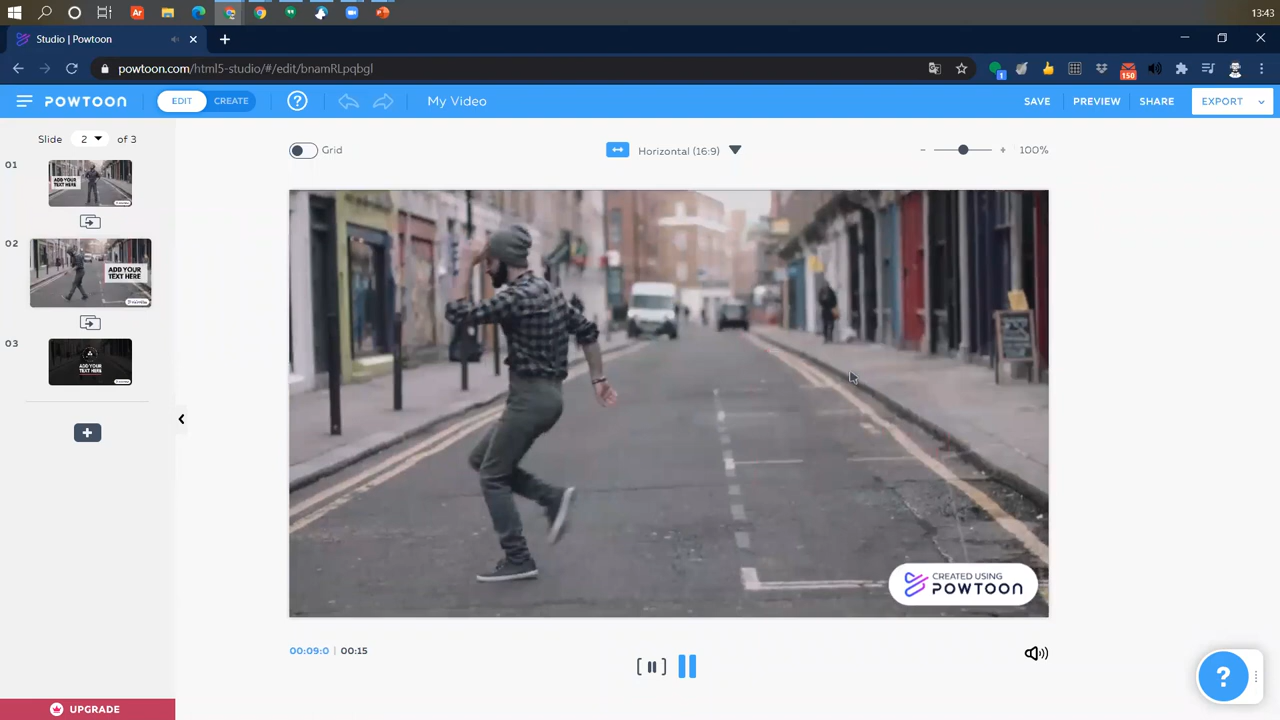 13:43
Studio | Powtoon
powtoon.com/html5-studio/#/edit/bnamRLpqbgl
1
150
POWTOON
EDIT
CREATE
?
My Video
SAVE
PREVIEW
SHARE
EXPORT
Slide 2 of 3
Grid
Horizontal (16:9)
100%
01
ADD YOUR
TEXT HERE
02
ADD YOUR
TEXT HERE
03
ADD YOUR
TEXT HERE
CREATED USING
POWTOON
00:09:0 | 00:15
UPGRADE
?